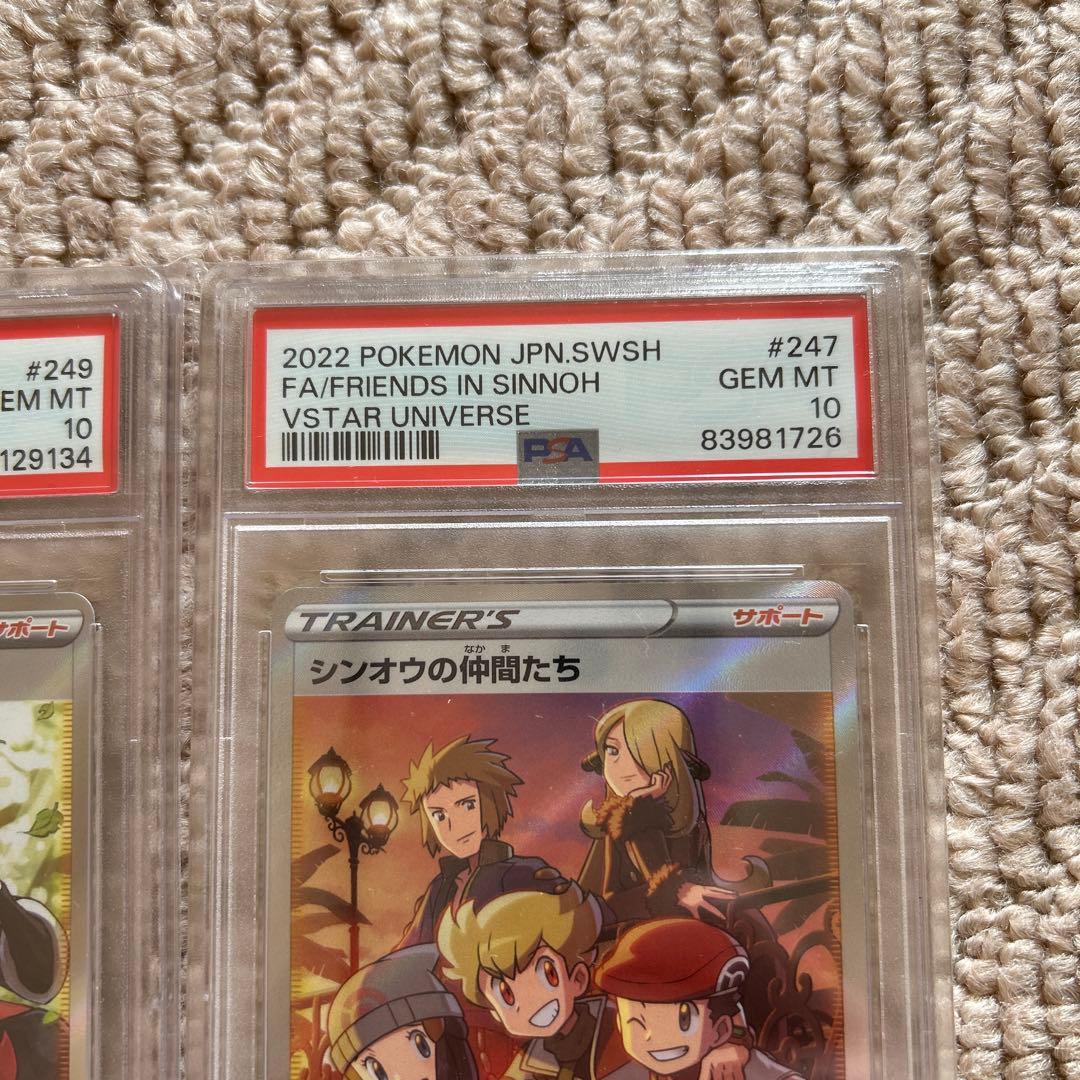 #249
EM MT
10
129134
サポート
2022 POKEMON JPN.SWSH #247
FA/FRIENDS IN SINNOH GEM MT
VSTAR UNIVERSE 10
PSA 83981726
TRAINER'S サポート
なかま
シンオウの仲間たち